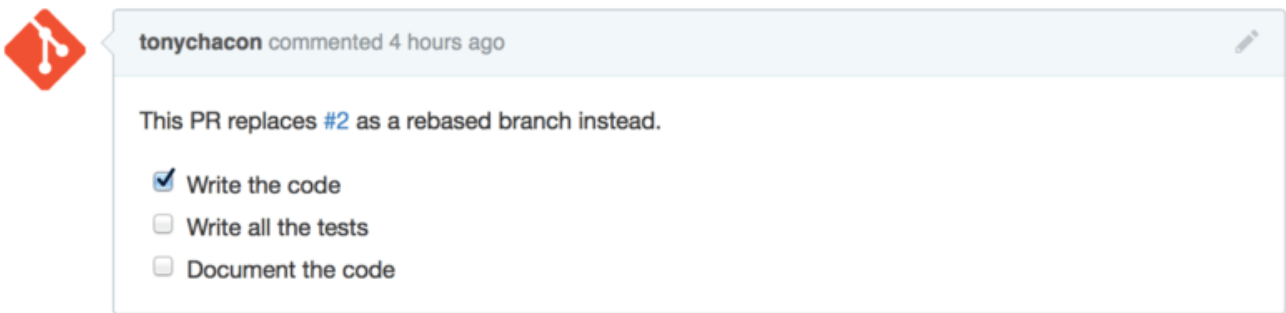 tonychacon commented 4 hours ago
This PR replaces #2 as a rebased branch instead.
Write the code
Write all the tests
Document the code